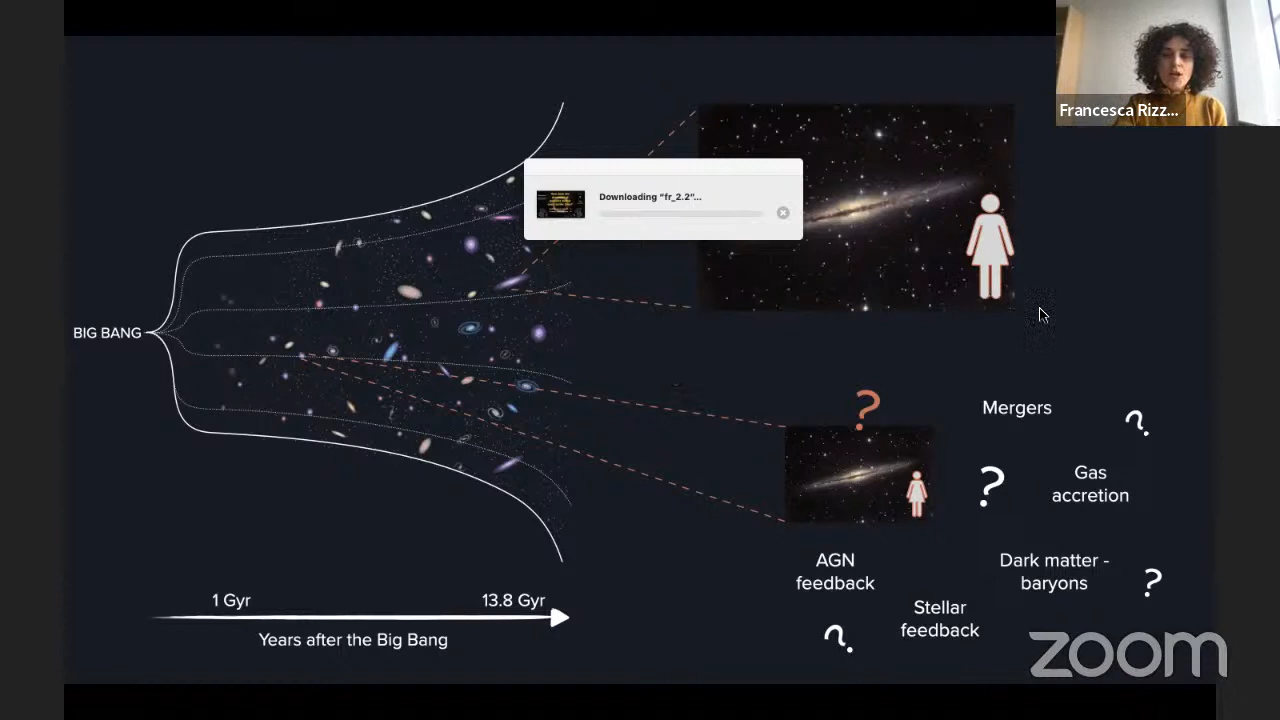 Francesca Rizz...
Downloading “fr_2.2”...
BIG BANG
?
Mergers
?
?
Gas
accretion
AGN
feedback
Dark matter -
baryons
?
Stellar
feedback
?
1 Gyr
13.8 Gyr
Years after the Big Bang
zoom